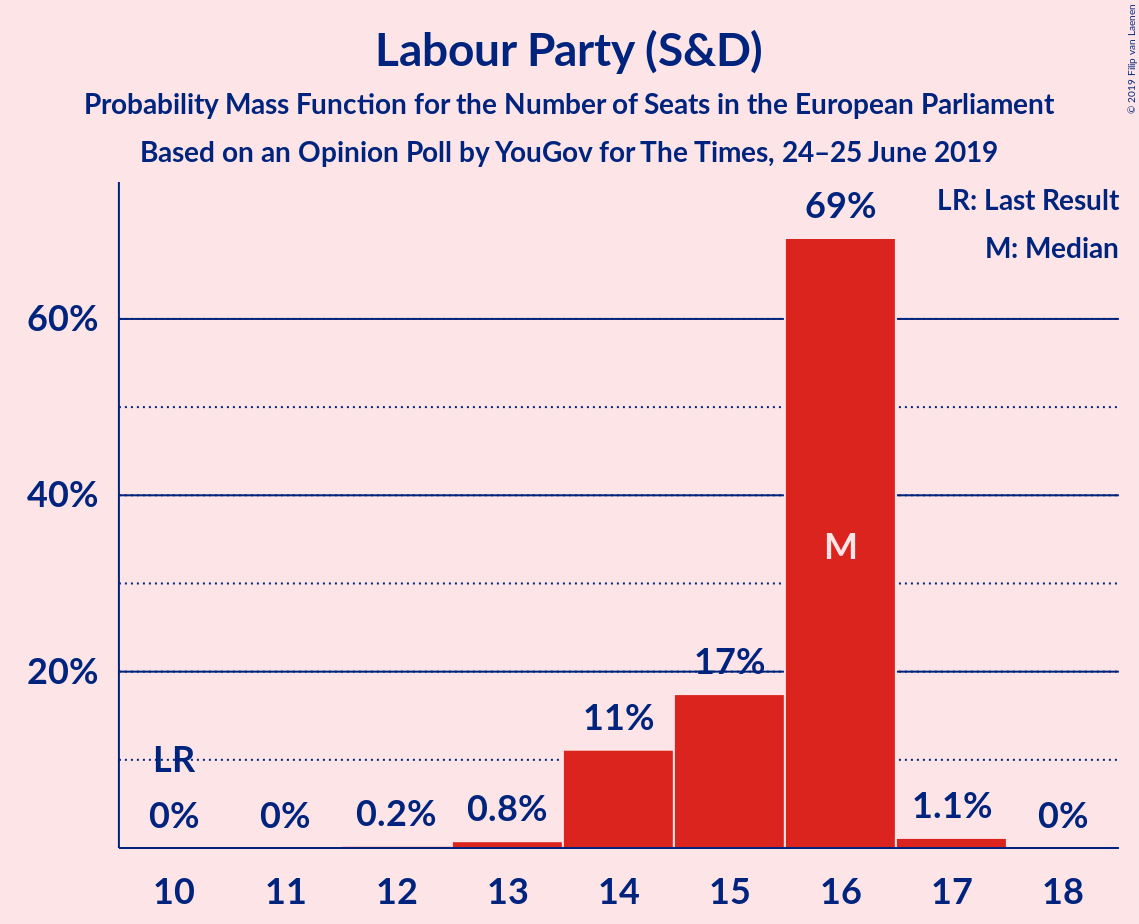 Labour Party (S&D)
Probability Mass Function for the Number of Seats in the European Parliament
Based on an Opinion Poll by YouGov for The Times, 24–25 June 2019
© 2019 Filip van Laenen
LR: Last Result
M: Median
60%
40%
20%
69%
M
17%
11%
LR
0%
0%
0.2%
0.8%
1.1%
0%
10 11 12 13 14 15 16 17 18